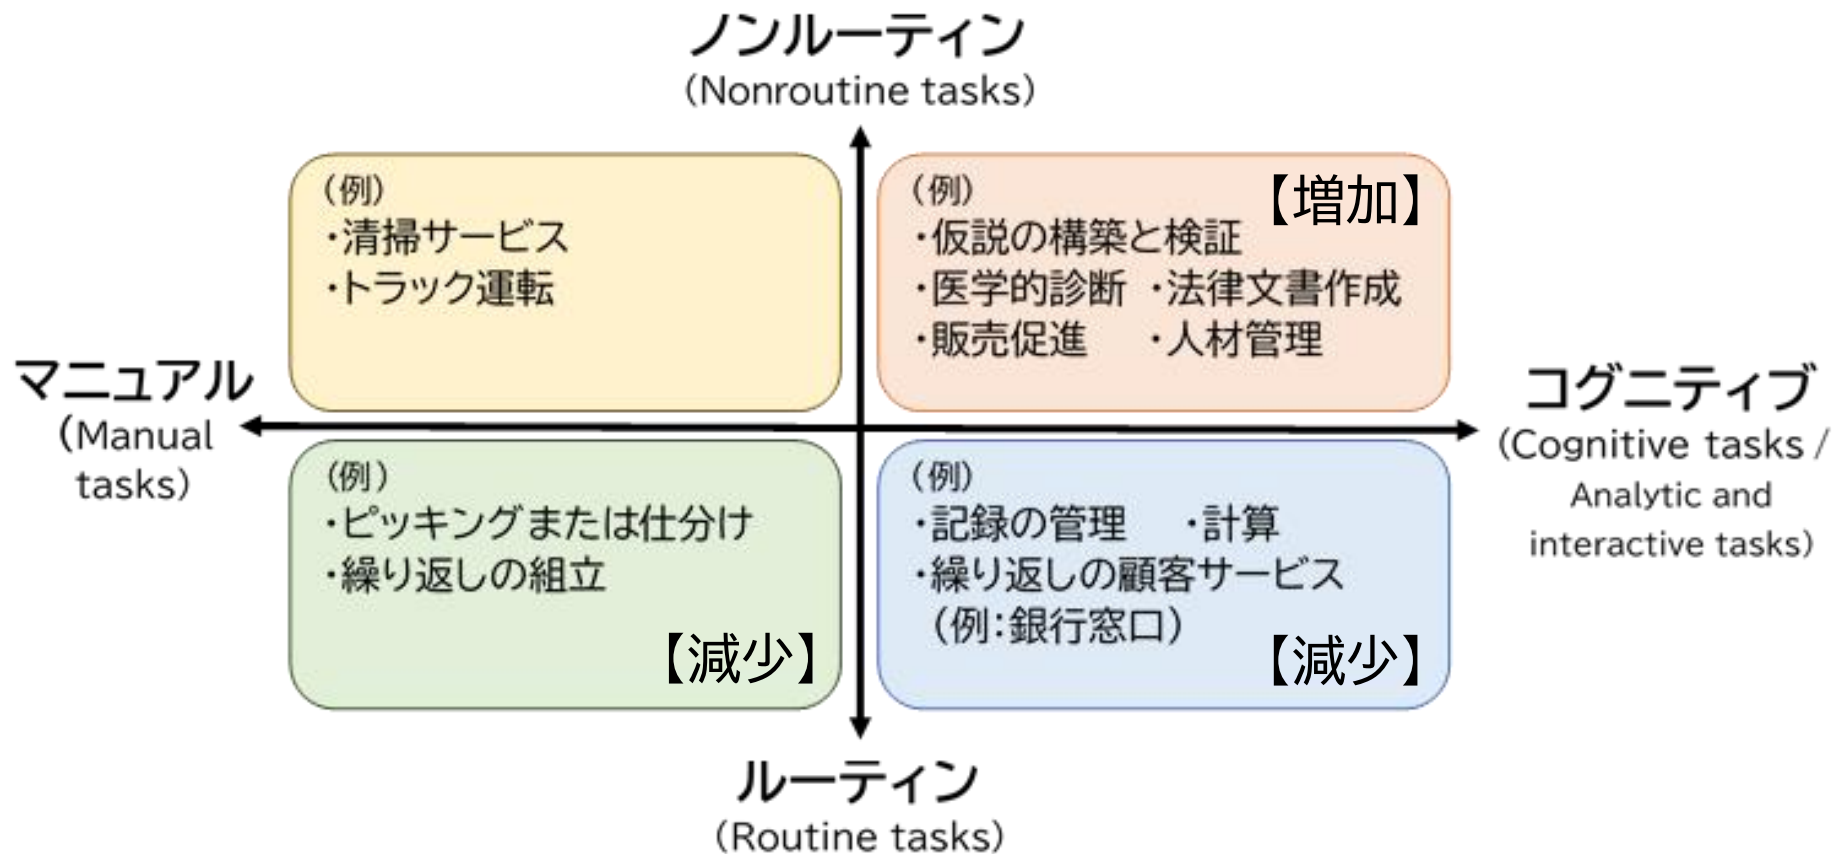 ノンルーティン
(Nonroutine tasks)
(例)
・清掃サービス
・トラック運転
(例)
【増加】
・仮説の構築と検証
・医学的診断 ・法律文書作成
・販売促進 ・人材管理
マニュアル
(Manual
tasks)
コグニティブ
(Cognitive tasks /
Analytic and
interactive tasks)
(例)
・ピッキングまたは仕分け
・繰り返しの組立
【減少】
(例)
・記録の管理 ・計算
・繰り返しの顧客サービス
(例:銀行窓口)
【減少】
ルーティン
(Routine tasks)